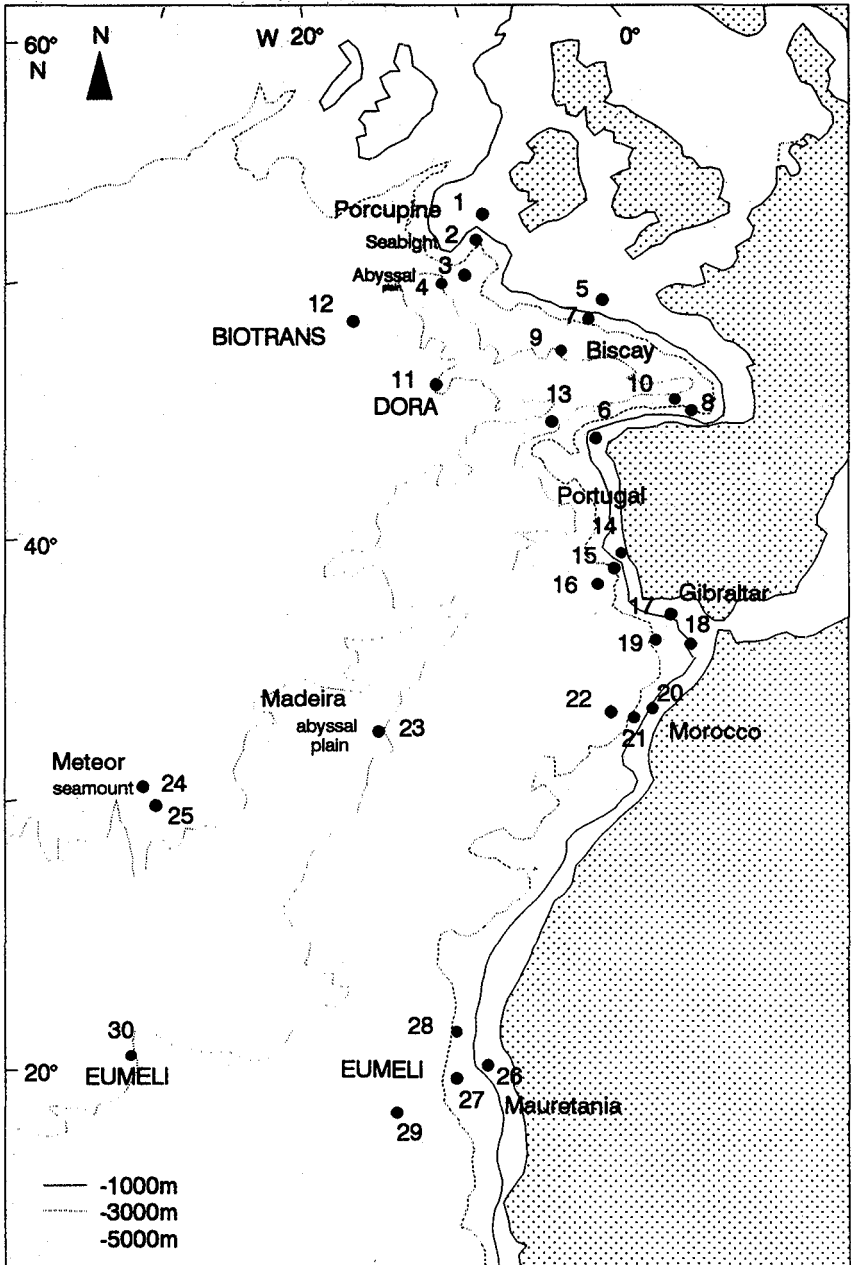 60°
N
N
W 20°
0°
Porcupine
1
Seabight
2
Abyssal
plain
3
4
5
7
12
BIOTRANS
9
Biscay
11
DORA
10
8
13
6
Portugal
14
40°
15
16
17
Gibraltar
18
19
Madeira
abyssal
plain
23
22
20
21
Morocco
Meteor
seamount
24
25
30
EUMELI
28
EUMELI
20°
26
27
Mauretania
29
-1000m
-3000m
-5000m